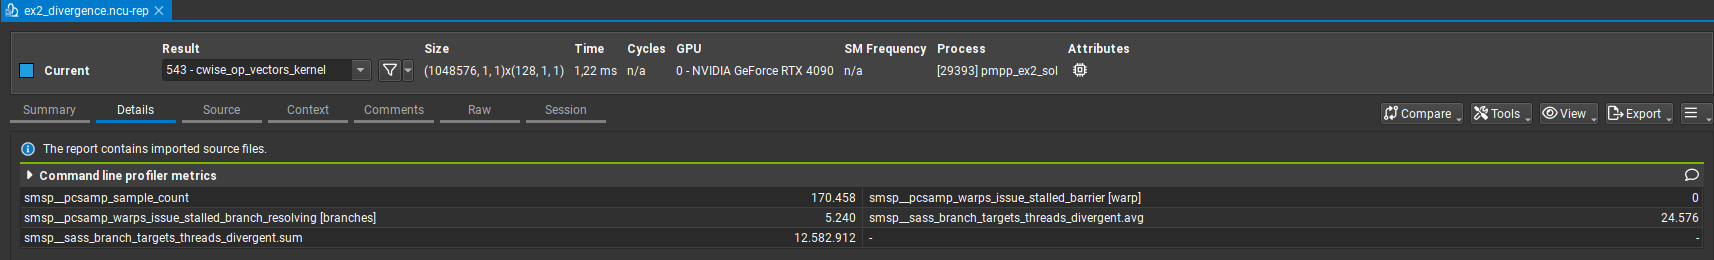 ex2_divergence.ncu-rep
Result Size Time Cycles GPU SM Frequency Process Attributes
Current 543 - cwise_op_vectors_kernel (1048576, 1, 1)x(128, 1, 1) 1,22 ms n/a 0 - NVIDIA GeForce RTX 4090 n/a [29393] pmpp_ex2_sol
Summary Details Source Context Comments Raw Session Compare Tools View Export
The report contains imported source files.
Command line profiler metrics
smsp__pcsamp_sample_count 170.458 smsp__pcsamp_warps_issue_stalled_barrier [warp] 0
smsp__pcsamp_warps_issue_stalled_branch_resolving [branches] 5.240 smsp__sass_branch_targets_threads_divergent.avg 24.576
smsp__sass_branch_targets_threads_divergent.sum 12.582.912 - -